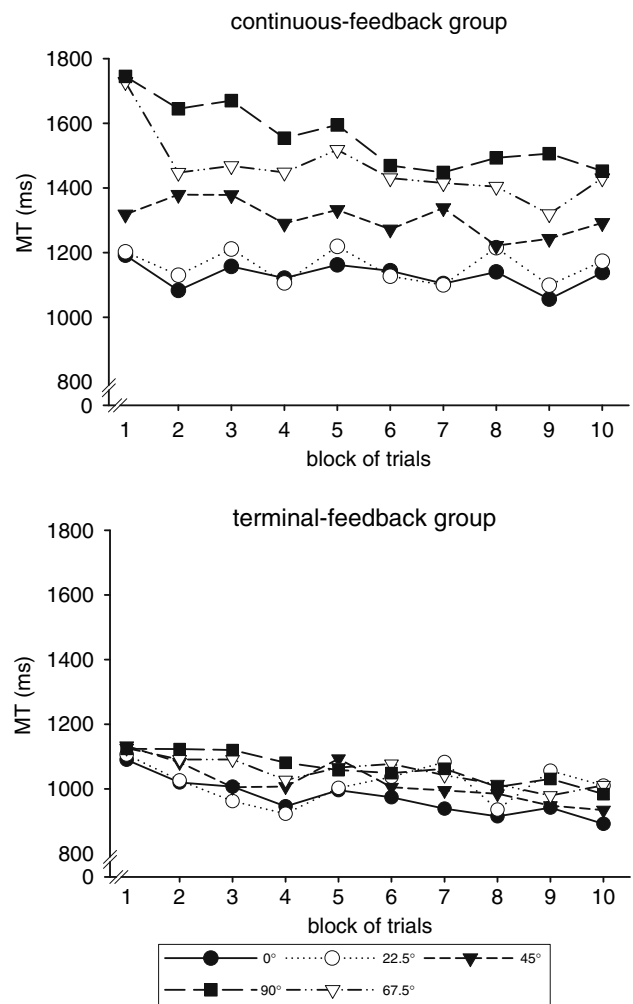 continuous-feedback group
1800
1600
1400
1200
1000
800
0
MT (ms)
1 2 3 4 5 6 7 8 9 10
block of trials
terminal-feedback group
1800
1600
1400
1200
1000
800
0
MT (ms)
1 2 3 4 5 6 7 8 9 10
block of trials
0° 22.5° 45°
90° 67.5°